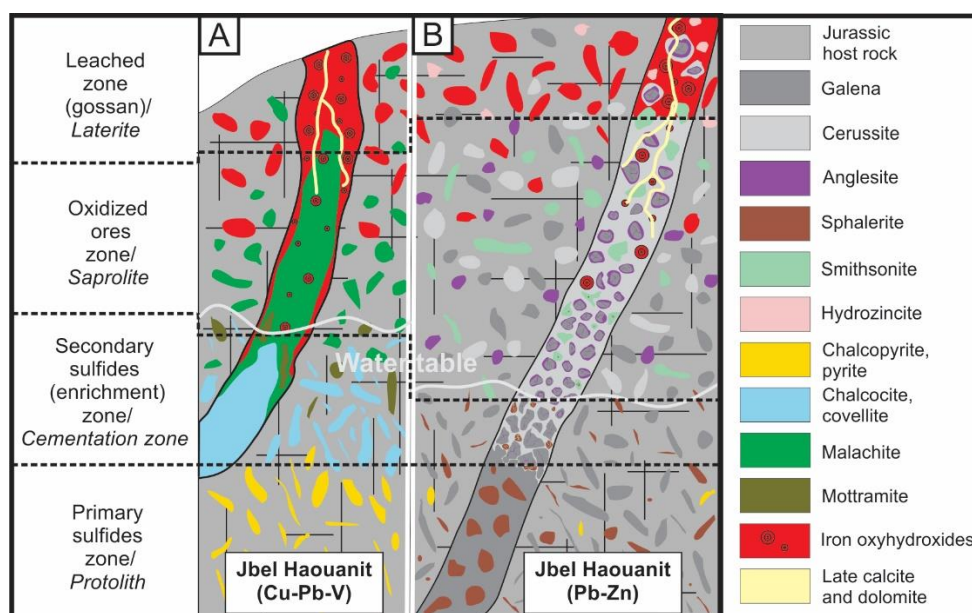 A
B
Leached
zone
(gossan)/
Laterite
Oxidized
ores
zone/
Saprolite
Secondary
sulfides
(enrichment)
zone/
Cementation zone
Primary
sulfides
zone/
Protolith
Water table
Jbel Haouanit
(Cu-Pb-V)
Jbel Haouanit
(Pb-Zn)
Jurassic
host rock
Galena
Cerussite
Anglesite
Sphalerite
Smithsonite
Hydrozincite
Chalcopyrite,
pyrite
Chalcocite,
covellite
Malachite
Mottramite
Iron oxyhydroxides
Late calcite
and dolomite